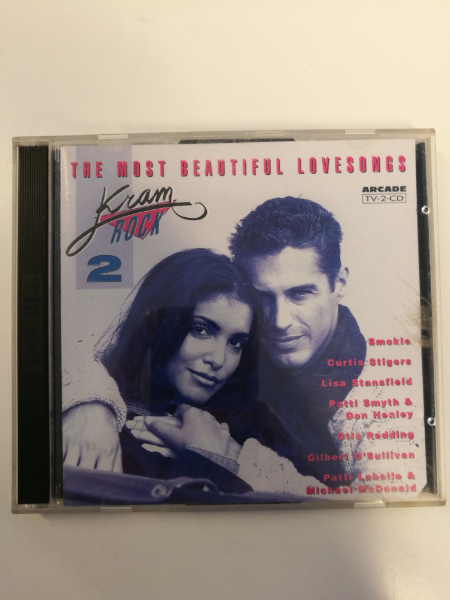 THE MOST BEAUTIFUL LOVESONGS
Kram
ROCK
2
ARCADE
TV-2-CD
Smokie
Curtis Stigers
Lisa Stansfield
Patti Smyth &
Don Henley
Otis Redding
Gilbert O'Sullivan
Patti Labelle &
Michael McDonald